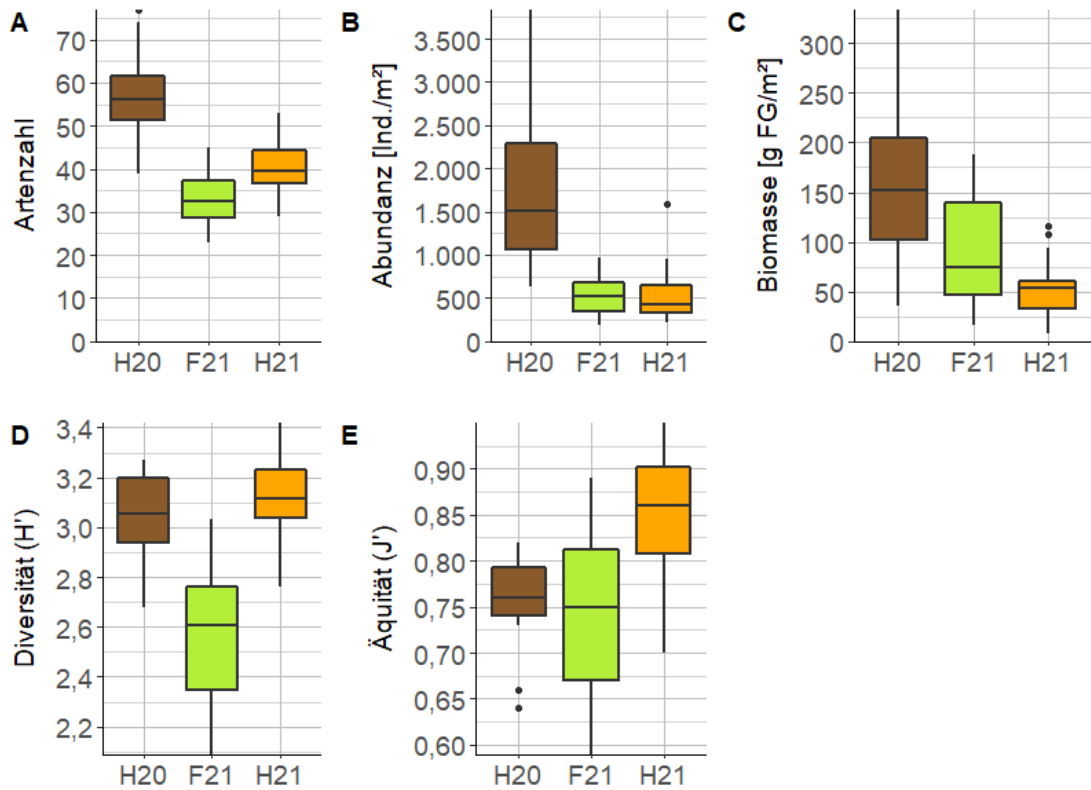 A
Artenzahl
70
60
50
40
30
20
10
0
H20 F21 H21
B
Abundanz [Ind./m²]
3.500
3.000
2.500
2.000
1.500
1.000
500
0
H20 F21 H21
C
Biomasse [g FG/m²]
300
250
200
150
100
50
0
H20 F21 H21
D
Diversität (H')
3,4
3,2
3,0
2,8
2,6
2,4
2,2
H20 F21 H21
E
Äquität (J')
0,90
0,85
0,80
0,75
0,70
0,65
0,60
H20 F21 H21